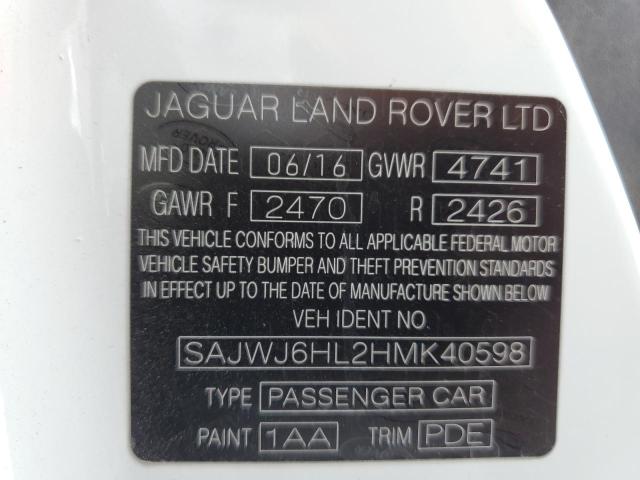 JAGUAR LAND ROVER LTD
MFD DATE 06/16 GVWR 4741
GAWR F 2470 R 2426
THIS VEHICLE CONFORMS TO ALL APPLICABLE FEDERAL MOTOR
VEHICLE SAFETY BUMPER AND THEFT PREVENTION STANDARDS
IN EFFECT UP TO THE DATE OF MANUFACTURE SHOWN BELOW
VEH IDENT NO.
SAJWJ6HL2HMK40598
TYPE PASSENGER CAR
PAINT 1AA TRIM PDE